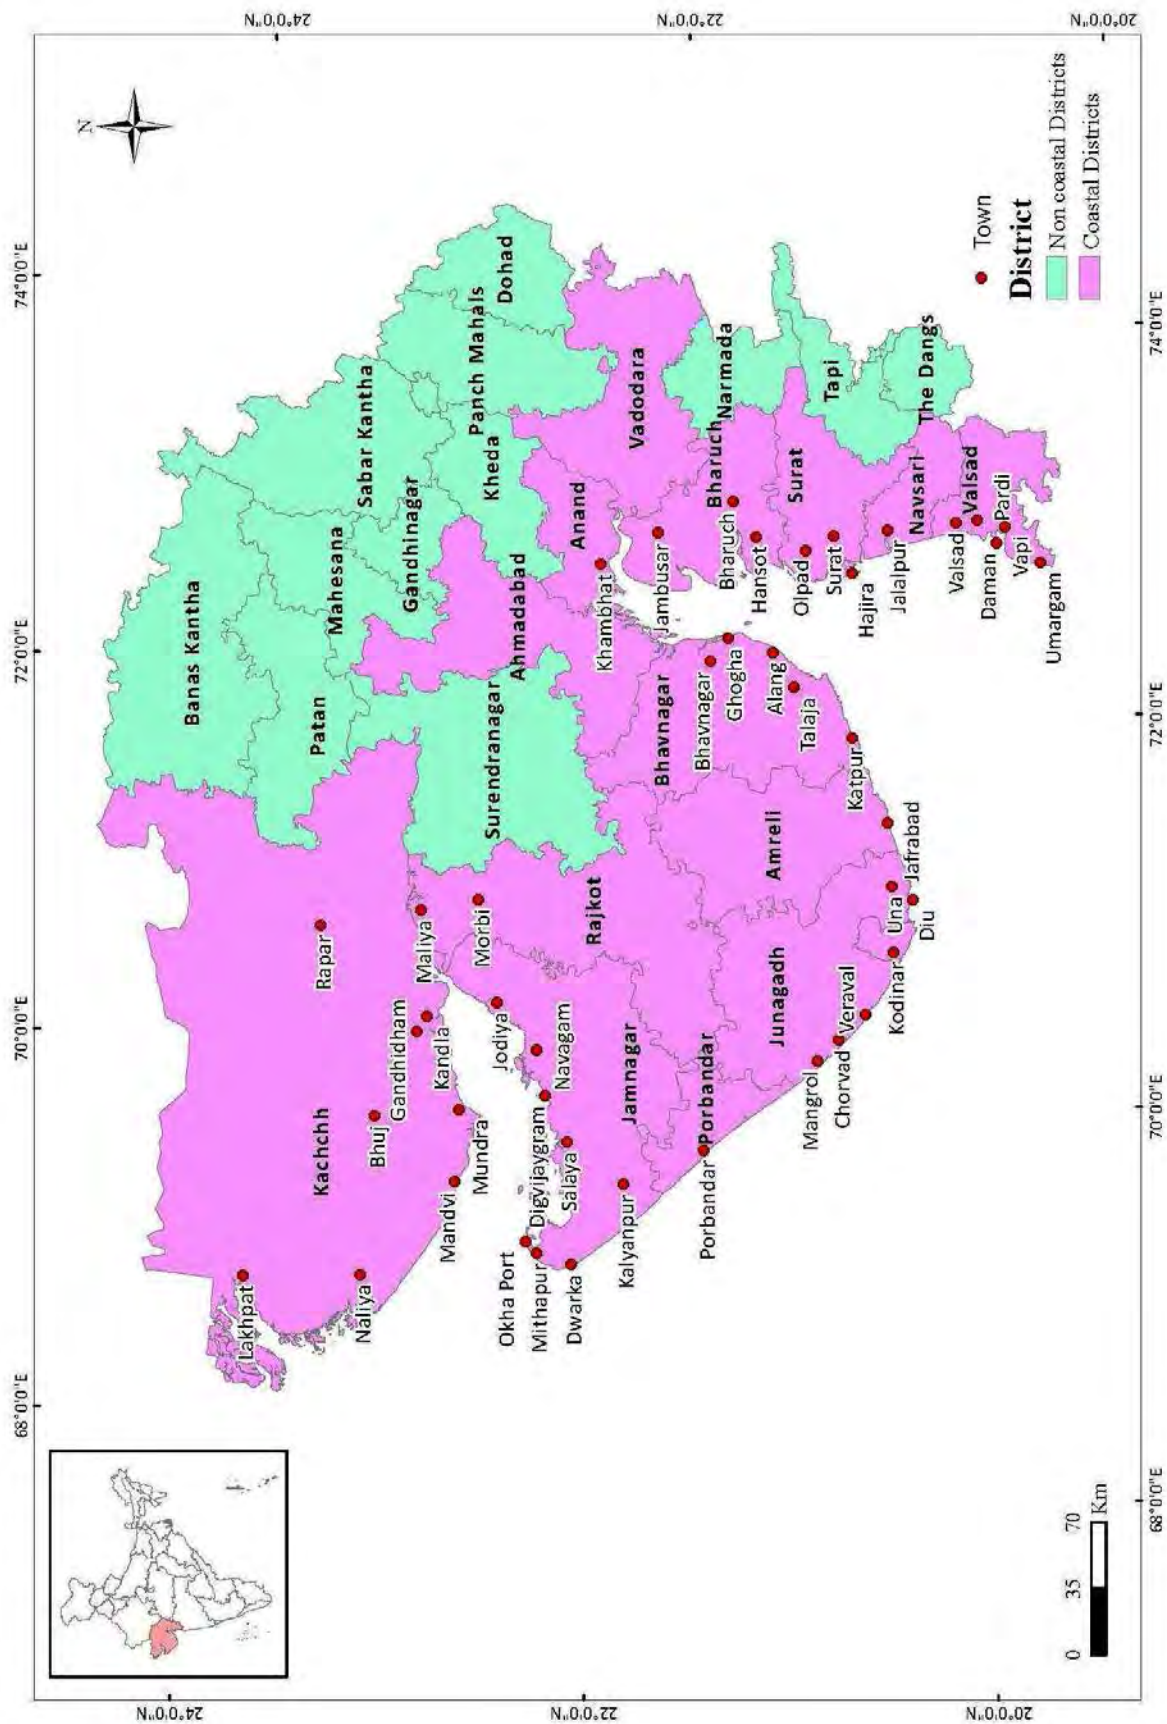 74°0'0"E
72°0'0"E
70°0'0"E
68°0'0"E
24°0'0"N
22°0'0"N
20°0'0"N
N
Banas Kantha
Patan
Mahesana
Sabar Kantha
Gandhinagar
Kheda
Panch Mahals
Dohad
Surendranagar
Ahmadabad
Anand
Vadodara
Narmada
Bharuch
Surat
Tapi
The Dangs
Navsari
Valsad
Kachchh
Rajkot
Jamnagar
Porbandar
Junagadh
Amreli
Bhavnagar
Lakhpat
Naliya
Rapar
Bhuj
Gandhidham
Kandla
Mandvi
Mundra
Maliya
Morbi
Jodiya
Navagam
Digvijaygram
Salaya
Okha Port
Mithapur
Dwarka
Kalyanpur
Porbandar
Mangrol
Chorvad
Veraval
Kodinar
Una
Diu
Jafrabad
Katpur
Talaja
Alang
Ghogha
Bhavnagar
Khambhat
Jambusar
Bharuch
Hansot
Olpad
Surat
Hajira
Jalalpur
Valsad
Daman
Pardi
Vapi
Umargam
Town
District
Non coastal Districts
Coastal Districts
0 35 70
Km
24°0'0"N
22°0'0"N
20°0'0"N
74°0'0"E
72°0'0"E
70°0'0"E
68°0'0"E